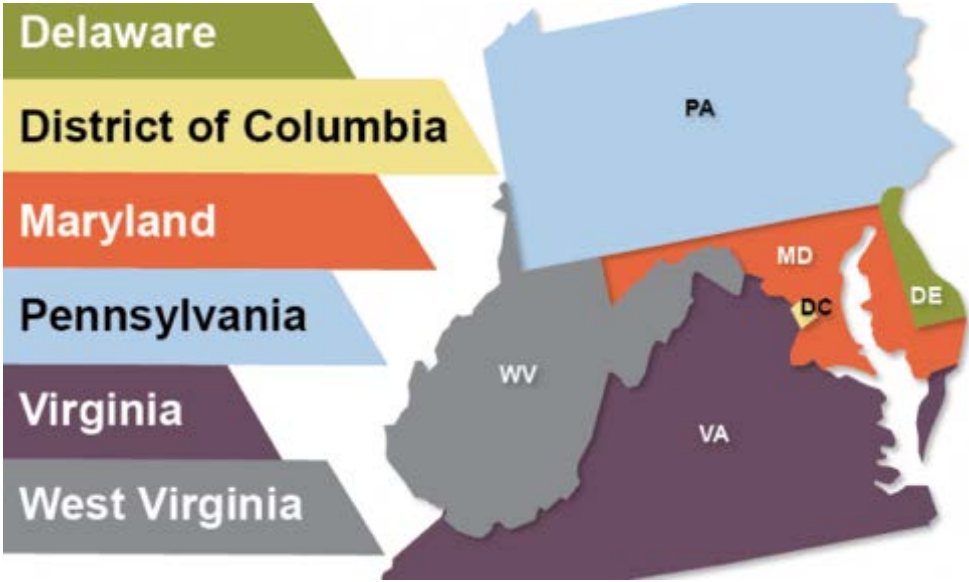 Delaware
District of Columbia
Maryland
Pennsylvania
Virginia
West Virginia
PA
MD
DE
DC
WV
VA